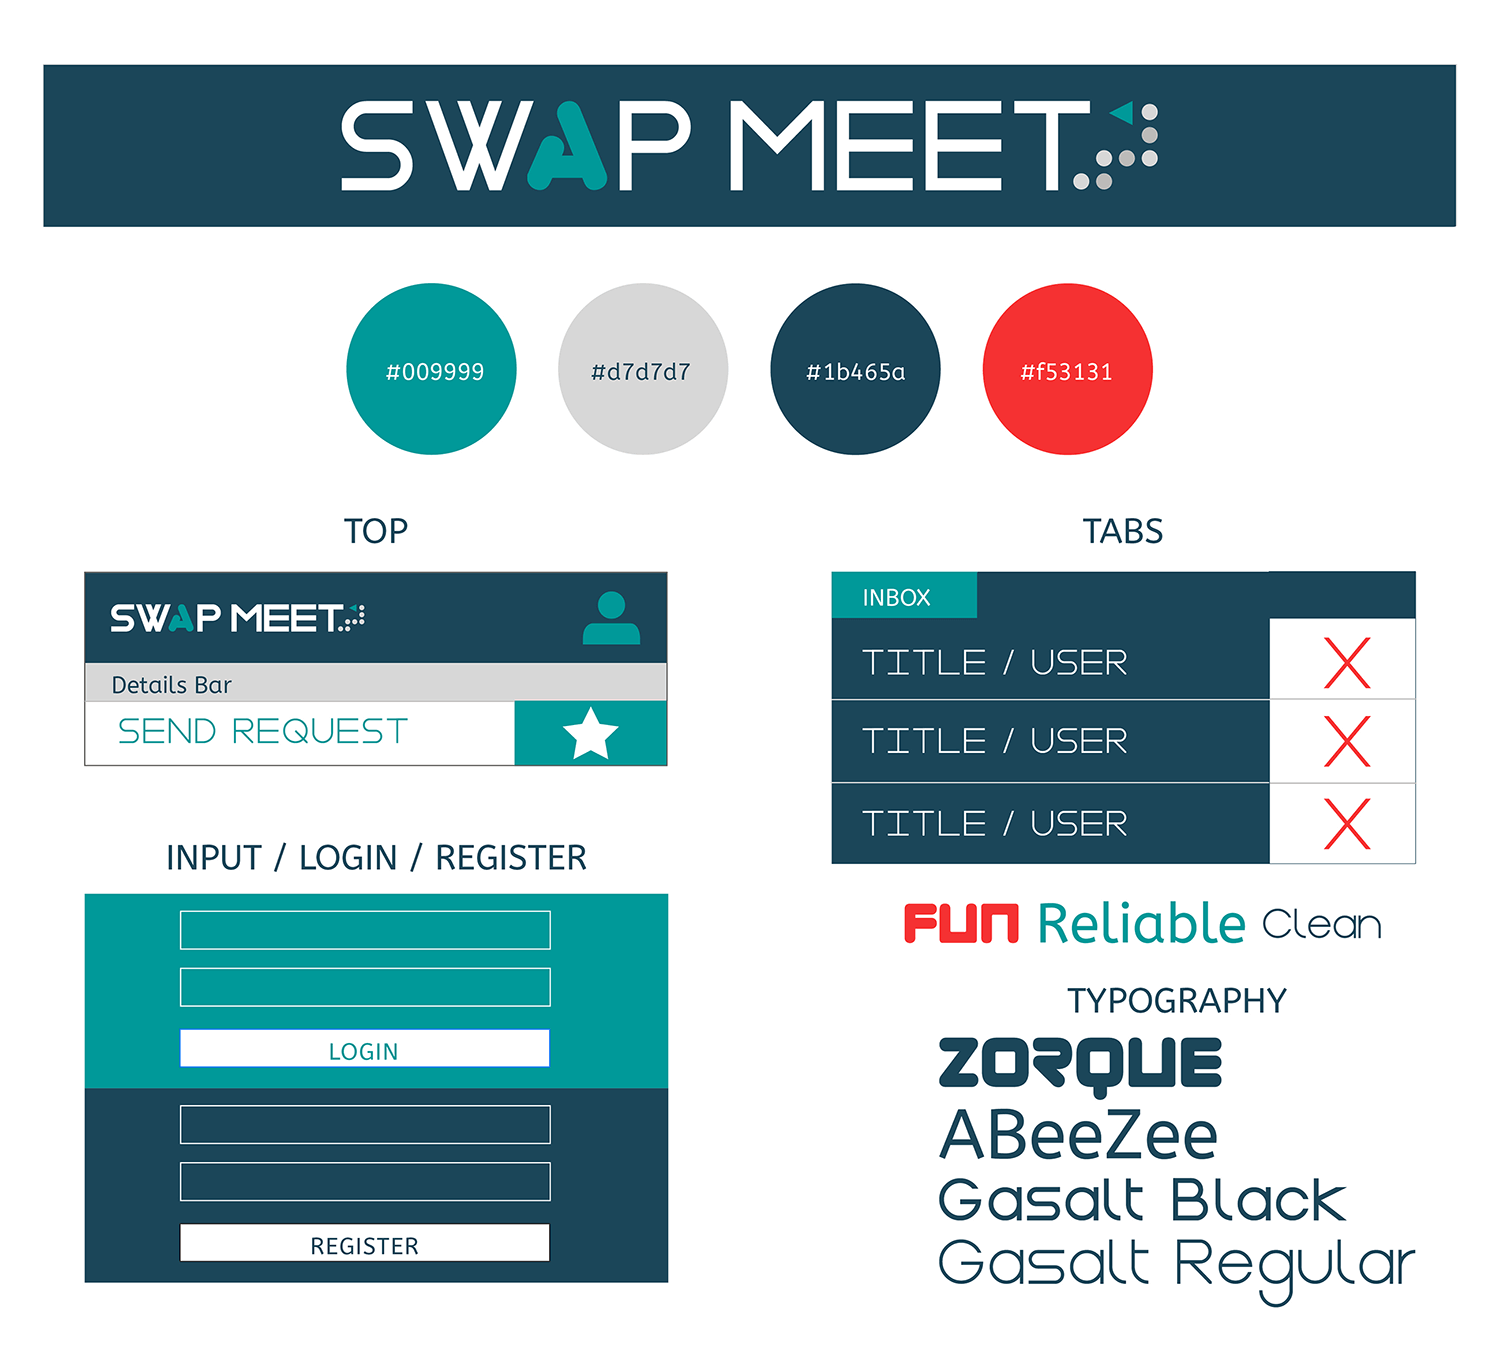 SWAP MEET
#009999
#d7d7d7
#1b465a
#f53131
TOP
SWAP MEET
Details Bar
SEND REQUEST
TABS
INBOX
TITLE / USER
X
TITLE / USER
X
TITLE / USER
X
INPUT / LOGIN / REGISTER
LOGIN
REGISTER
FUN Reliable Clean
TYPOGRAPHY
ZORQUE
ABeeZee
Gasalt Black
Gasalt Regular